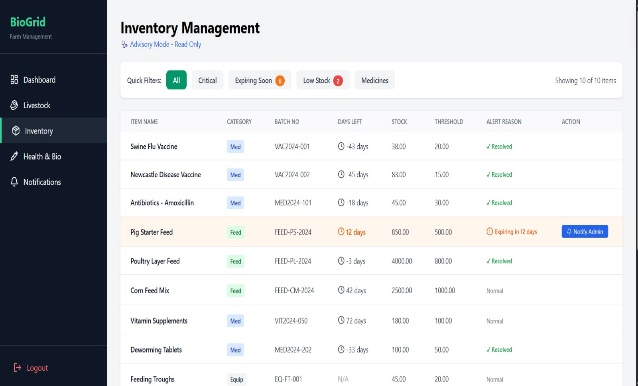 BioGrid
Farm Management
Dashboard
Livestock
Inventory
Health & Bio
Notifications
Logout
Inventory Management
Advisory Mode - Read Only
Quick Filters: All Critical Expiring Soon Low Stock 2 Medicines Showing 10 of 10 items
ITEM NAME CATEGORY BATCH NO DAYS LEFT STOCK THRESHOLD ALERT REASON ACTION
Swine Flu Vaccine Med VAC2024-001 -43 days 38.00 20.00 ✓ Resolved
Newcastle Disease Vaccine Med VAC2024-002 -45 days 83.00 15.00 ✓ Resolved
Antibiotics - Amoxicillin Med MED2024-101 -18 days 45.00 30.00 ✓ Resolved
Pig Starter Feed Feed FEED-PS-2024 12 days 850.00 500.00 Expiring in 12 days Notify Admin
Poultry Layer Feed Feed FEED-PL-2024 -3 days 4000.00 800.00 ✓ Resolved
Corn Feed Mix Feed FEED-CM-2024 42 days 2500.00 1000.00 Normal
Vitamin Supplements Med VIT2024-050 72 days 180.00 100.00 Normal
Deworming Tablets Med MED2024-202 -33 days 100.00 50.00 ✓ Resolved
Feeding Troughs Equip EQ-FT-001 N/A 45.00 20.00 Normal